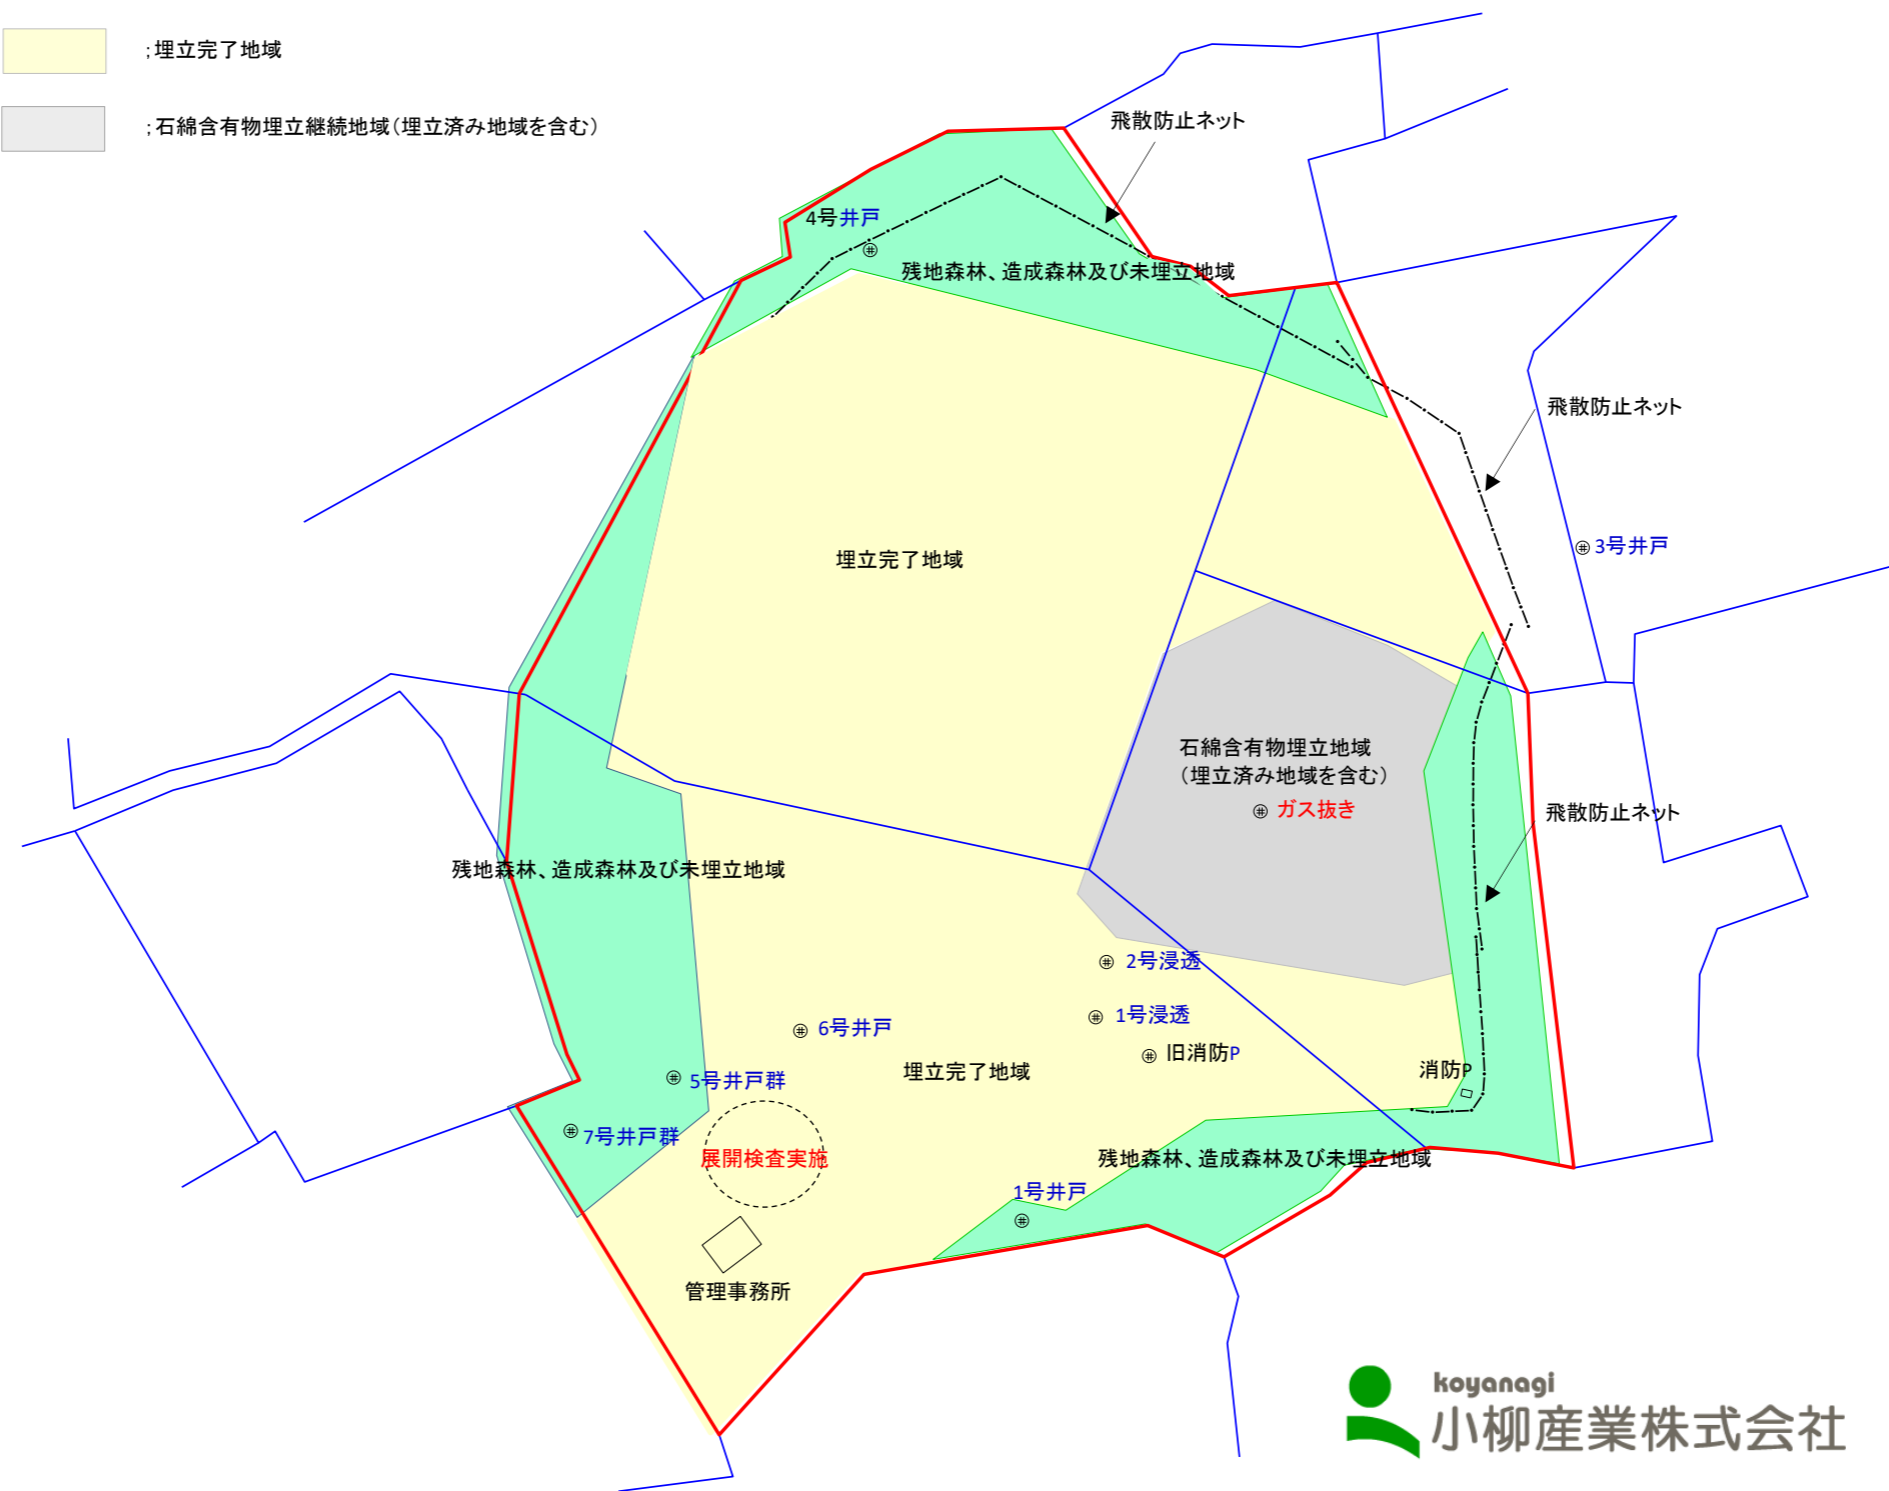 ；埋立完了地域
；石綿含有物埋立継続地域（埋立済み地域を含む）
飛散防止ネット
4号井戸
残地森林、造成森林及び未埋立地域
飛散防止ネット
3号井戸
埋立完了地域
石綿含有物埋立地域
（埋立済み地域を含む）
ガス抜き
飛散防止ネット
残地森林、造成森林及び未埋立地域
2号浸透
1号浸透
6号井戸
旧消防P
埋立完了地域
消防P
5号井戸群
7号井戸群
展開検査実施
残地森林、造成森林及び未埋立地域
1号井戸
管理事務所
koyanagi
小柳産業株式会社